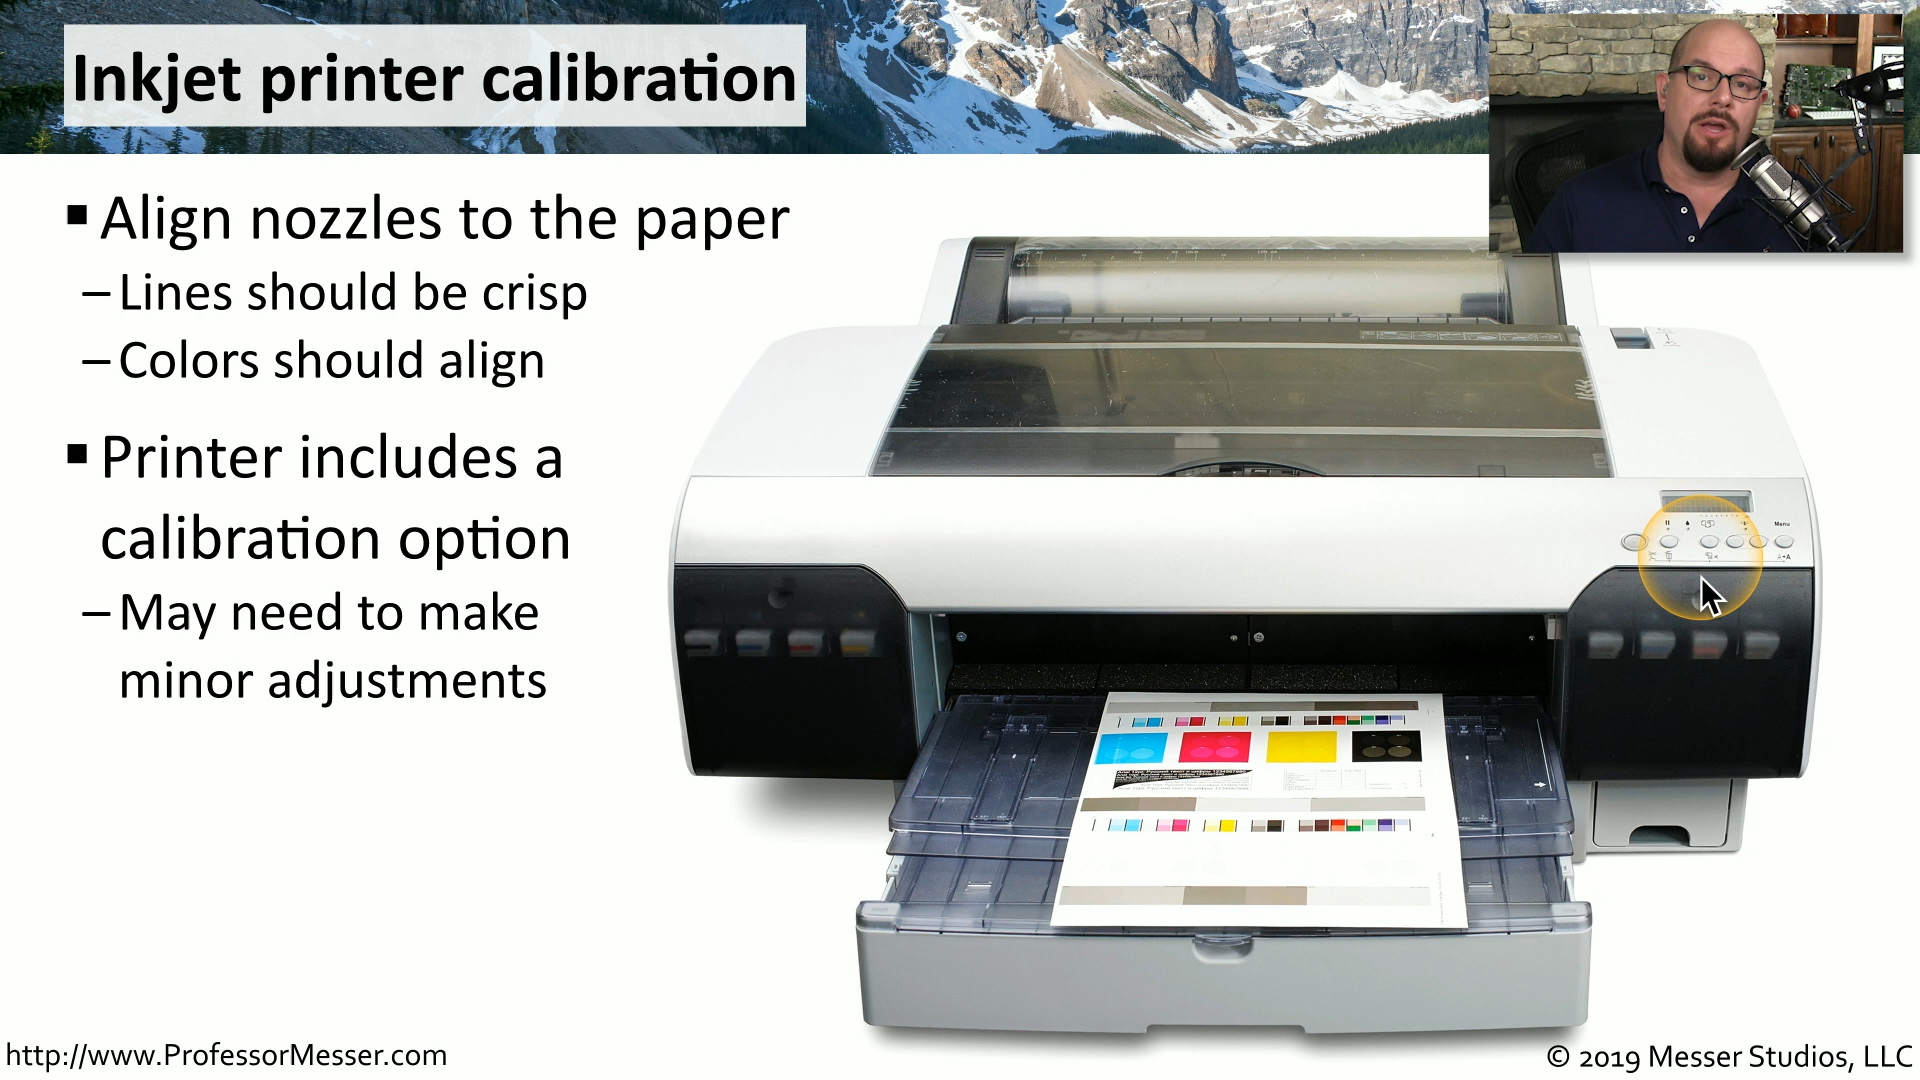 Inkjet printer calibration
▪ Align nozzles to the paper
– Lines should be crisp
– Colors should align
▪ Printer includes a
calibration option
– May need to make
minor adjustments
Menu
http://www.ProfessorMesser.com
© 2019 Messer Studios, LLC